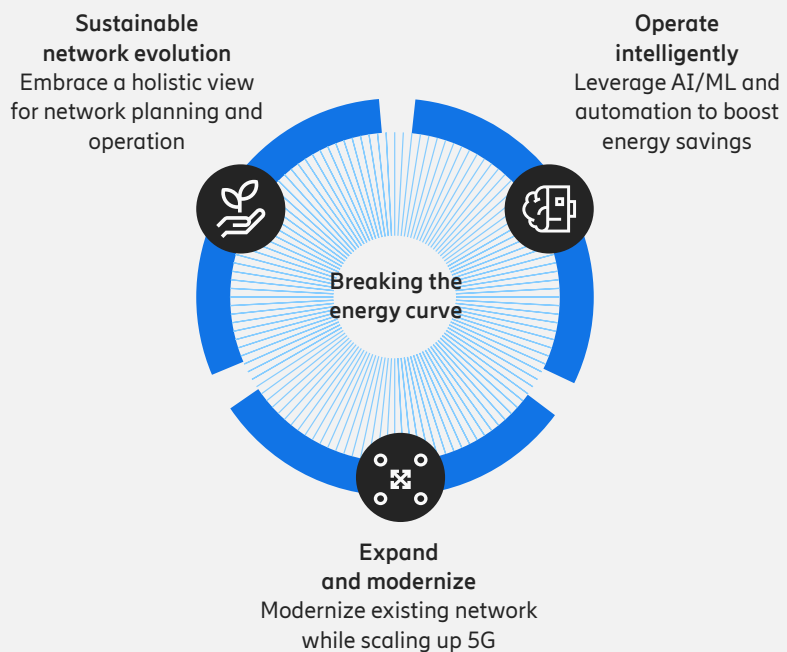 Sustainable
network evolution
Embrace a holistic view
for network planning and
operation
Operate
intelligently
Leverage AI/ML and
automation to boost
energy savings
Breaking the
energy curve
Expand
and modernize
Modernize existing network
while scaling up 5G